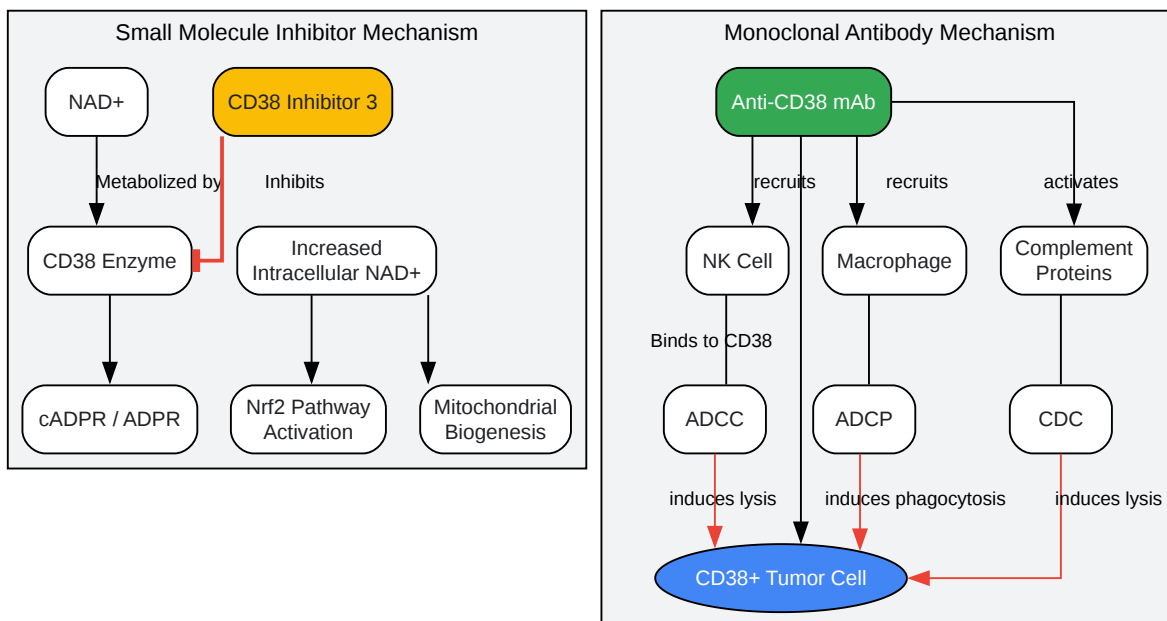 Small Molecule Inhibitor Mechanism
NAD+
CD38 Inhibitor 3
Metabolized by
Inhibits
CD38 Enzyme
Increased
Intracellular NAD+
cADPR / ADPR
Nrf2 Pathway
Activation
Mitochondrial
Biogenesis
Monoclonal Antibody Mechanism
Anti-CD38 mAb
recruits
recruits
activates
NK Cell
Macrophage
Complement
Proteins
Binds to CD38
ADCC
ADCP
CDC
induces lysis
induces phagocytosis
induces lysis
CD38+ Tumor Cell